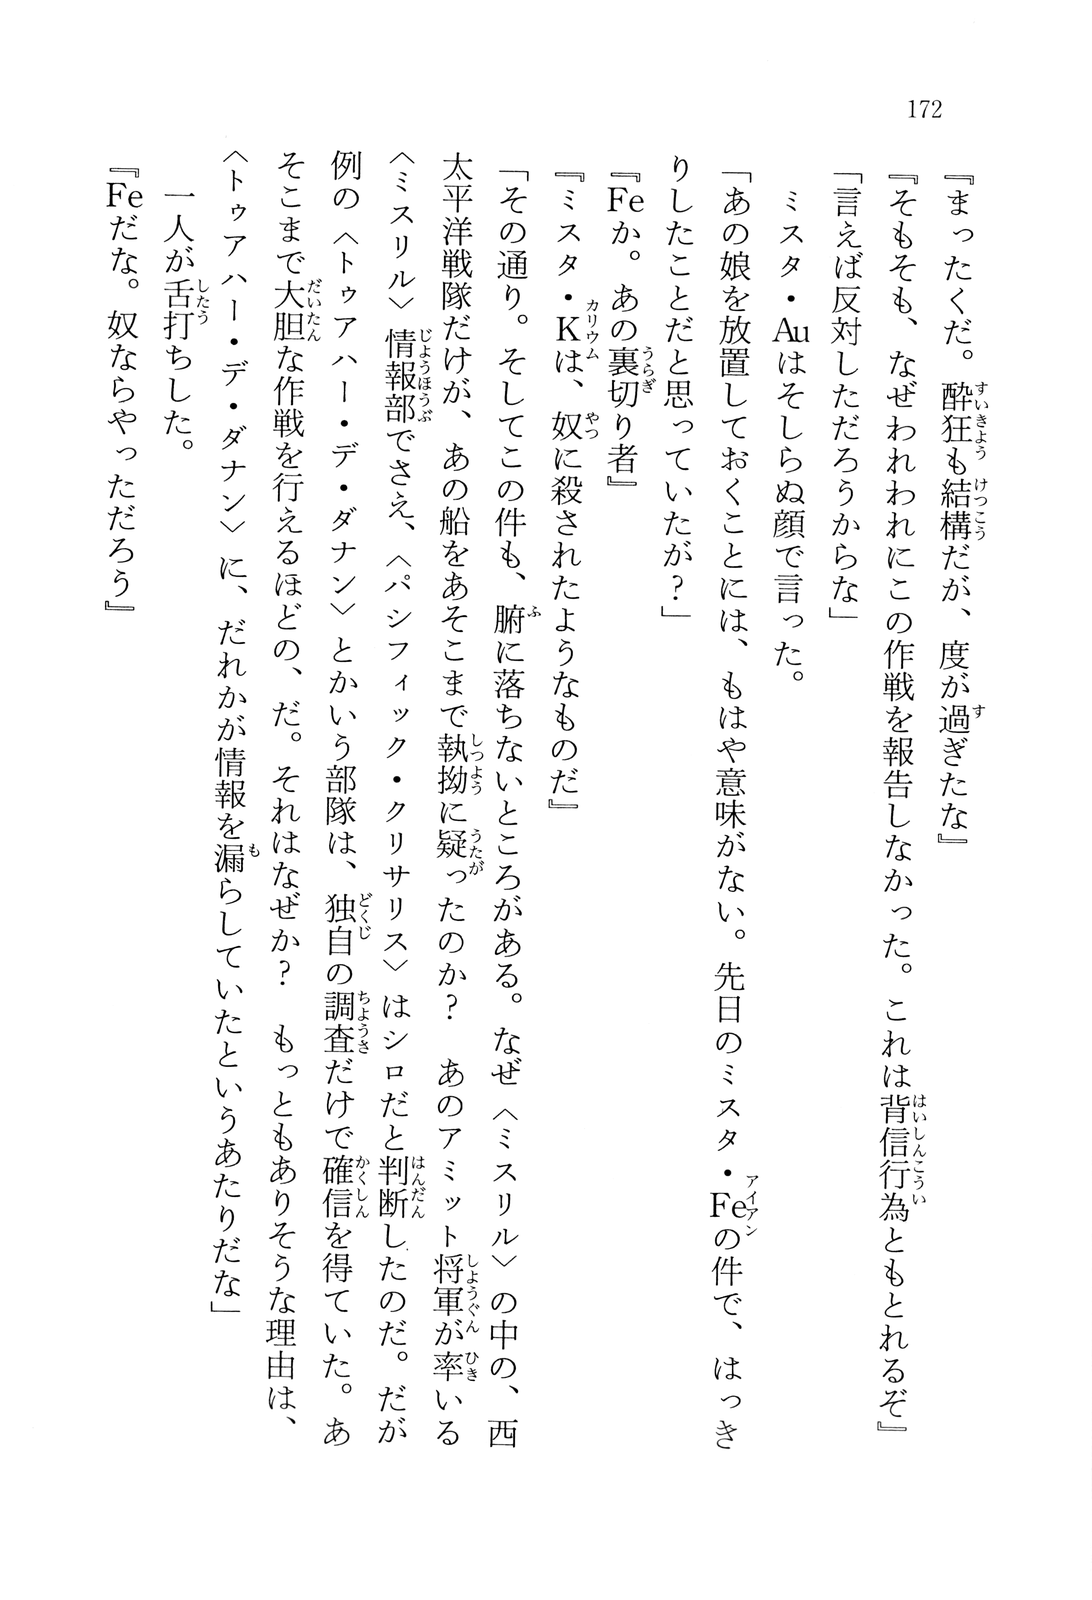 172
『まったくだ。酔狂も結構だが、度が過ぎたな』
『そもそも、なぜわれわれにこの作戦を報告しなかった。これは背信行為ともとれるぞ』
「言えば反対しただろうからな」
ミスタ・Auはそしらぬ顔で言った。
「あの娘を放置しておくことには、もはや意味がない。先日のミスタ・Feの件で、はっき
りしたことだと思っていたが？」
『Feか。あの裏切り者』
『ミスタ・Kは、奴に殺されたようなものだ』
「その通り。そしてこの件も、腑に落ちないところがある。なぜ〈ミスリル〉の中の、西
太平洋戦隊だけが、あの船をあそこまで執拗に疑ったのか？　あのアミット将軍が率いる
〈ミスリル〉情報部でさえ、〈パシフィック・クリサリス〉はシロだと判断したのだ。だが
例の〈トゥアハー・デ・ダナン〉とかいう部隊は、独自の調査だけで確信を得ていた。あ
そこまで大胆な作戦を行えるほどの、だ。それはなぜか？　もっともありそうな理由は、
〈トゥアハー・デ・ダナン〉に、だれかが情報を漏らしていたというあたりだな」
一人が舌打ちした。
『Feだな。奴ならやっただろう』